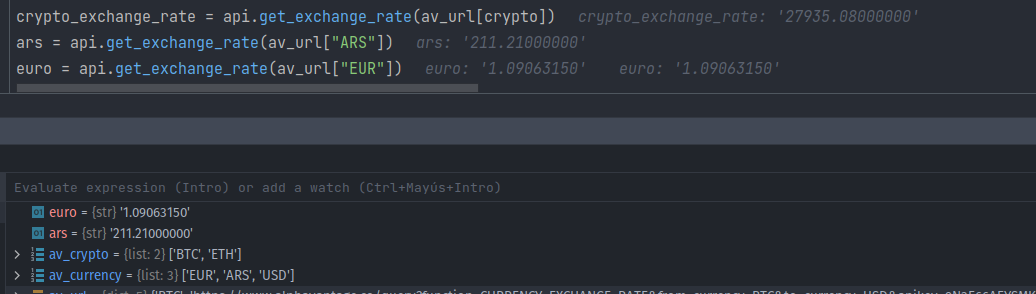 crypto_exchange_rate = api.get_exchange_rate(av_url[crypto]) crypto_exchange_rate: '27935.08000000'
ars = api.get_exchange_rate(av_url["ARS"]) ars: '211.21000000'
euro = api.get_exchange_rate(av_url["EUR"]) euro: '1.09063150' euro: '1.09063150'
Evaluate expression (Intro) or add a watch (Ctrl+Mayús+Intro)
01 euro = {str} '1.09063150'
01 ars = {str} '211.21000000'
av_crypto = {list: 2} ['BTC', 'ETH']
av_currency = {list: 3} ['EUR', 'ARS', 'USD']